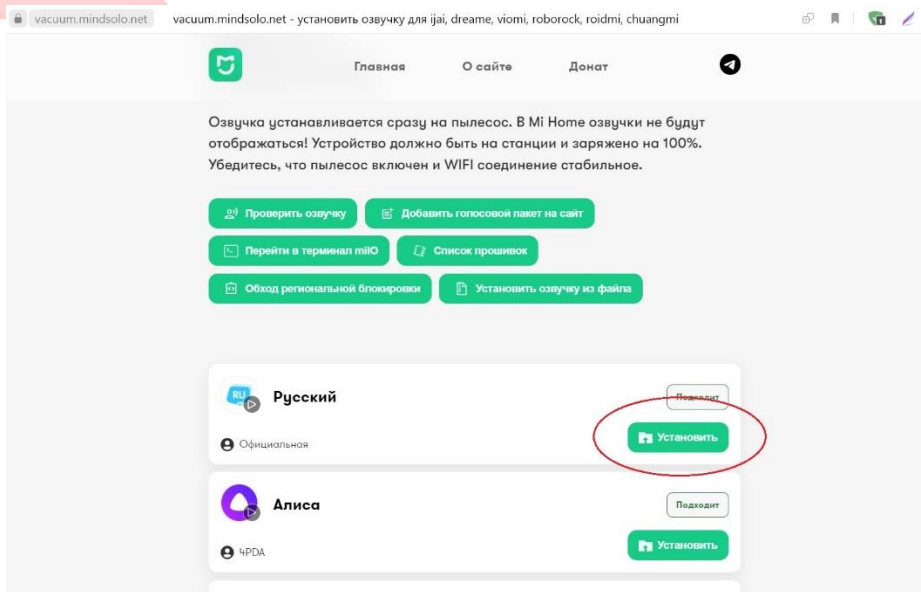 vacuum.mindsolo.net vacuum.mindsolo.net - установить озвучку для ijai, dreame, viomi, roborock, roidmi, chuangmi
Главная О сайте Донат
Озвучка устанавливается сразу на пылесос. В Mi Home озвучки не будут
отображаться! Устройство должно быть на станции и заряжено на 100%.
Убедитесь, что пылесос включен и WIFI соединение стабильное.
Проверить озвучку Добавить голосовой пакет на сайт
Перейти в терминал miIO Список прошивок
Обход региональной блокировки Установить озвучку из файла
RU Русский Подходит
Официальная Установить
Алиса Подходит
4PDA Установить